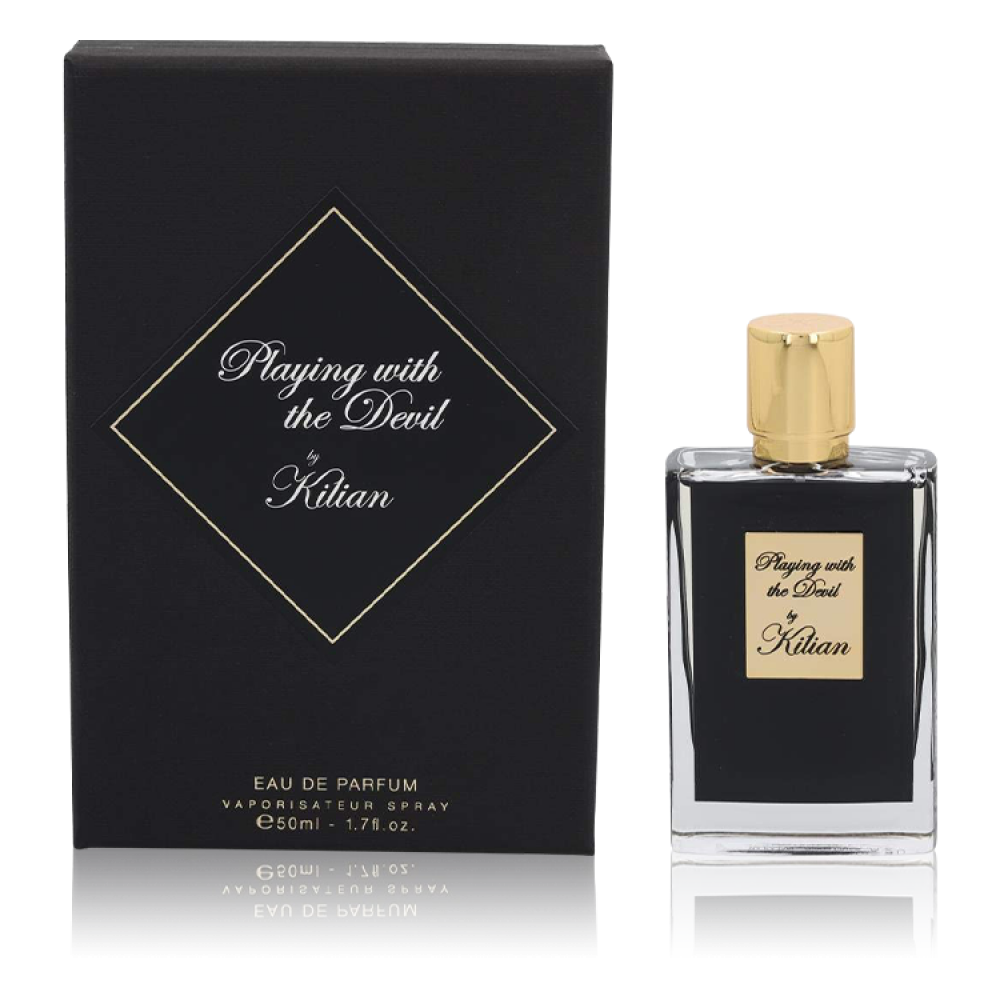 Playing with
the Devil
by
Kilian
EAU DE PARFUM
VAPORISATEUR SPRAY
℮50ml - 1.7fl.oz.
Playing with
the Devil
by
Kilian